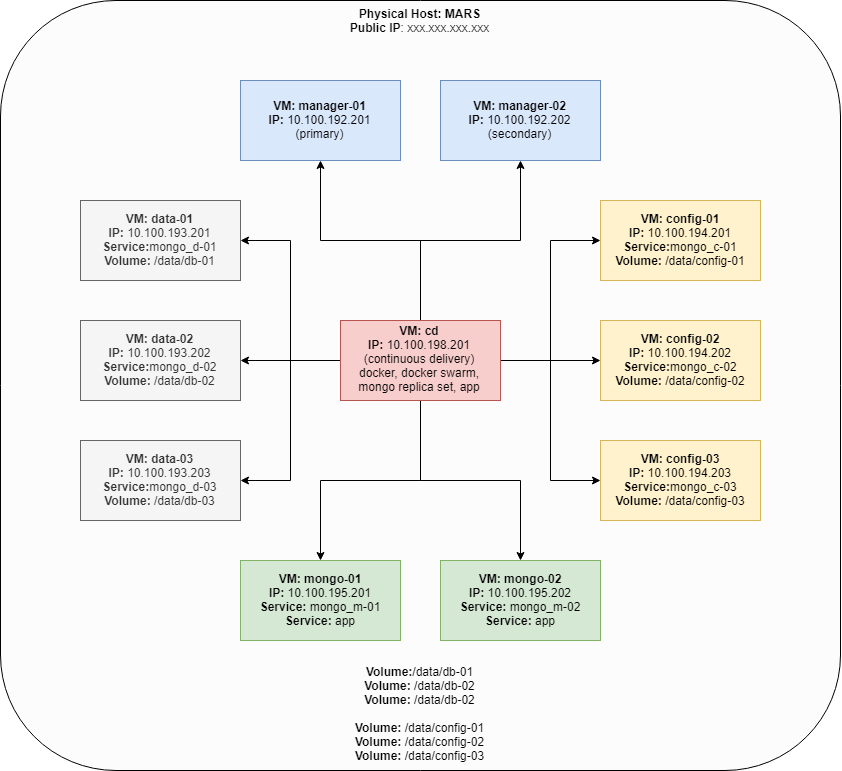 Physical Host: MARS
Public IP: xxx.xxx.xxx.xxx
VM: manager-01
IP: 10.100.192.201
(primary)
VM: manager-02
IP: 10.100.192.202
(secondary)
VM: data-01
IP: 10.100.193.201
Service:mongo_d-01
Volume: /data/db-01
VM: config-01
IP: 10.100.194.201
Service:mongo_c-01
Volume: /data/config-01
VM: data-02
IP: 10.100.193.202
Service:mongo_d-02
Volume: /data/db-02
VM: cd
IP: 10.100.198.201
(continuous delivery)
docker, docker swarm,
mongo replica set, app
VM: config-02
IP: 10.100.194.202
Service:mongo_c-02
Volume: /data/config-02
VM: data-03
IP: 10.100.193.203
Service:mongo_d-03
Volume: /data/db-03
VM: config-03
IP: 10.100.194.203
Service:mongo_c-03
Volume: /data/config-03
VM: mongo-01
IP: 10.100.195.201
Service: mongo_m-01
Service: app
VM: mongo-02
IP: 10.100.195.202
Service: mongo_m-02
Service: app
Volume:/data/db-01
Volume: /data/db-02
Volume: /data/db-02
Volume: /data/config-01
Volume: /data/config-02
Volume: /data/config-03